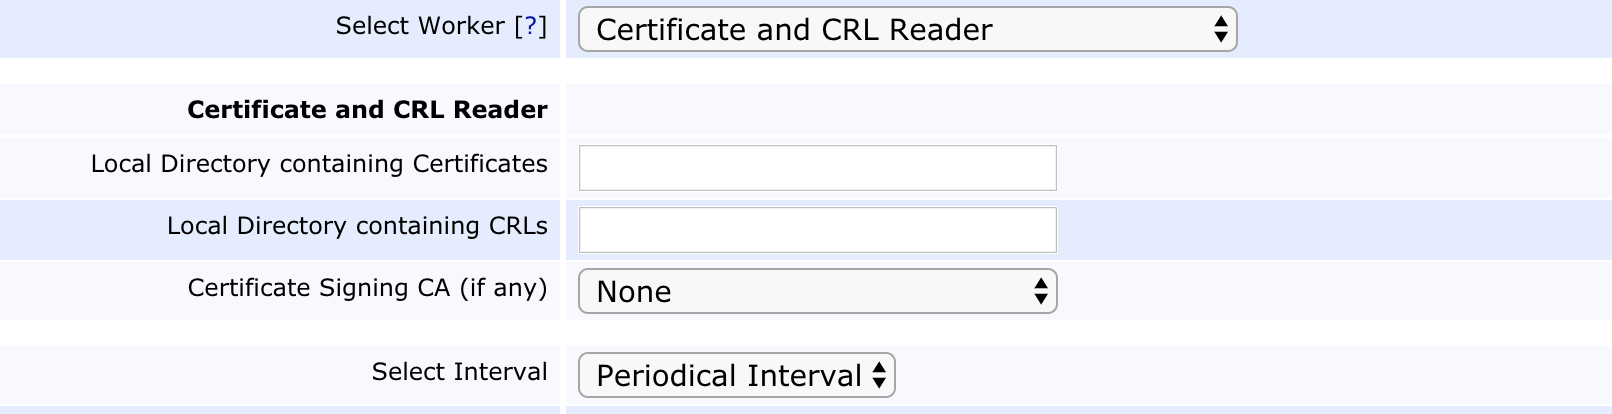 Select Worker [?] Certificate and CRL Reader
Certificate and CRL Reader
Local Directory containing Certificates
Local Directory containing CRLs
Certificate Signing CA (if any) None
Select Interval Periodical Interval